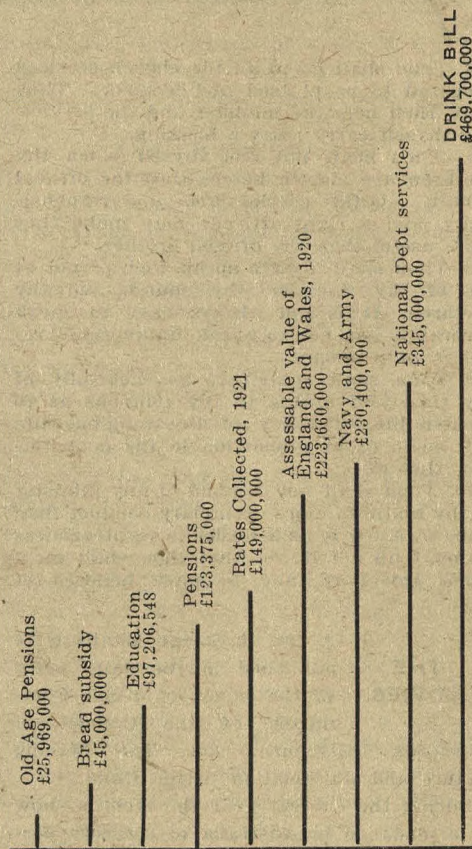 Old Age Pensions
£25,969,000
Bread subsidy
£45,000,000
Education
£97,206,548
Pensions
£123,375,000
Rates Collected, 1921
£149,000,000
Assessable value of
England and Wales, 1920
£223,660,000
Navy and Army
£230,400,000
National Debt services
£345,000,000
DRINK BILL
£469,700,000